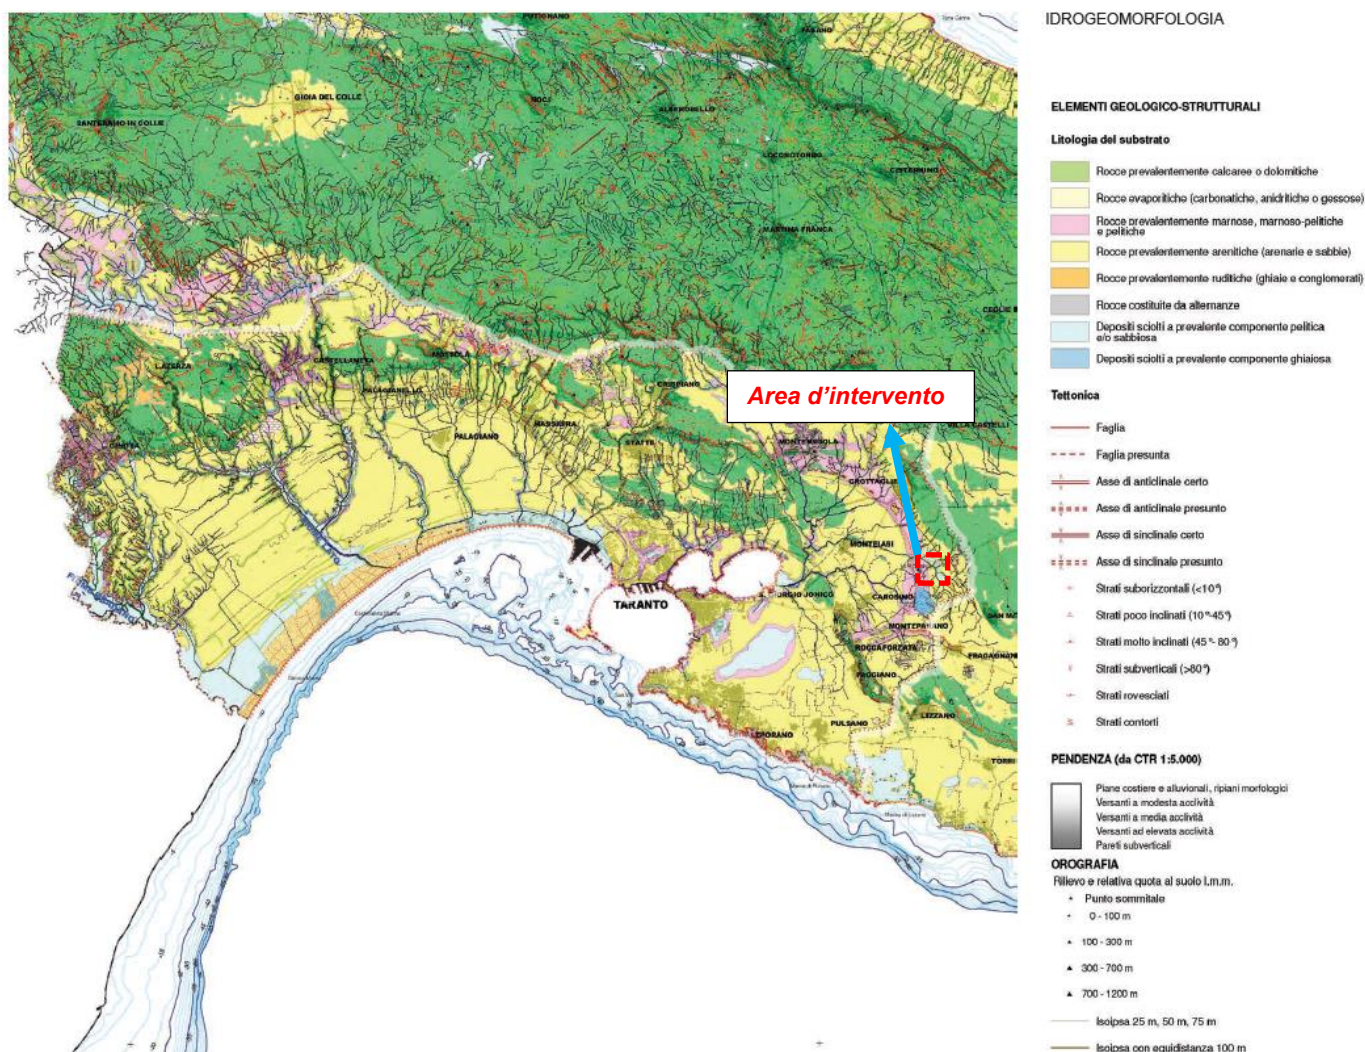 IDROGEOMORFOLOGIA
ELEMENTI GEOLOGICO-STRUTTURALI
Litologia del substrato
Rocce prevalentemente calcaree o dolomitiche
Rocce evaporitiche (carbonatiche, anidritiche o gessose)
Rocce prevalentemente marnose, marnoso-pelitiche
e pelitiche
Rocce prevalentemente arenitiche (arenarie e sabbie)
Rocce prevalentemente ruditiche (ghiaie e conglomerati)
Rocce costituite da alternanze
Depositi sciolti a prevalente componente pelitica
e/o sabbiosa
Depositi sciolti a prevalente componente ghiaiosa
Tettonica
Faglia
Faglia presunta
Asse di anticlinale certo
Asse di anticlinale presunto
Asse di sinclinale certo
Asse di sinclinale presunto
Strati suborizzontali (<10°)
Strati poco inclinati (10°-45°)
Strati molto inclinati (45°- 80°)
Strati subverticali (>80°)
Strati rovesciati
Strati contorti
PENDENZA (da CTR 1:5.000)
Piane costiere e alluvionali, ripiani morfologici
Versanti a modesta acclività
Versanti a media acclività
Versanti ad elevata acclività
Pareti subverticali
OROGRAFIA
Rilievo e relativa quota al suolo l.m.m.
Punto sommitale
0 - 100 m
100 - 300 m
300 - 700 m
700 - 1200 m
Isoipsa 25 m, 50 m, 75 m
Isoipsa con equidistanza 100 m
PUTIGNANO
FASANO
GIOIA DEL COLLE
NOCI
ALBEROBELLO
SANTERAMO IN COLLE
LOCOROTONDO
CISTERNINO
MARTINA FRANCA
CEGLIE
LATERZA
CASTELLANETA
MOTTOLA
PALAGIANELLO
CRISPIANO
Area d'intervento
VILLA CASTELLI
MASSAFRA
PALAGIANO
STATTE
MONTEMESOLA
GINOSA
GROTTAGLIE
MONTEIASI
TARANTO
S. GIORGIO JONICO
CAROSINO
SAN MA
MONTEPARANO
ROCCAFORZATA
FRAGAGNANO
FAGGIANO
LIZZANO
PULSANO
LEPORANO
TORRI